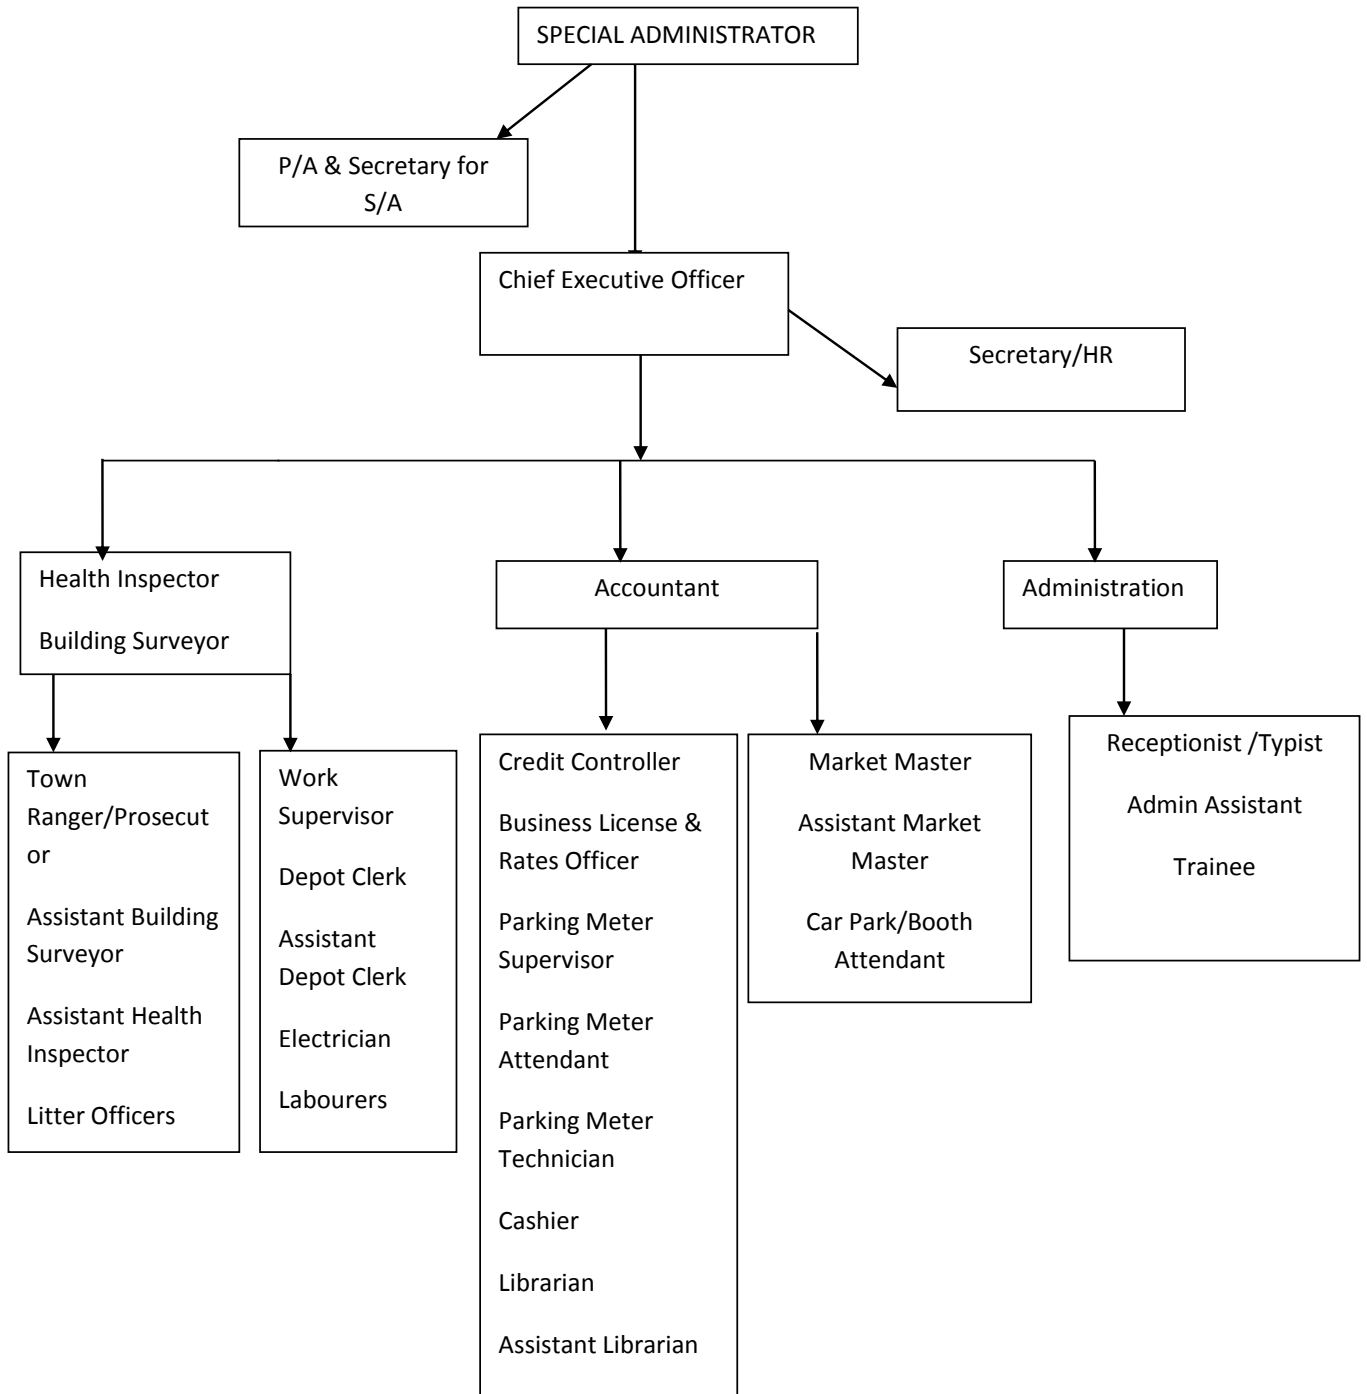 SPECIAL ADMINISTRATOR
P/A & Secretary for
S/A
Chief Executive Officer
Secretary/HR
Health Inspector
Building Surveyor
Accountant
Administration
Town
Ranger/Prosecut
or
Assistant Building
Surveyor
Assistant Health
Inspector
Litter Officers
Work
Supervisor
Depot Clerk
Assistant
Depot Clerk
Electrician
Labourers
Credit Controller
Business License &
Rates Officer
Parking Meter
Supervisor
Parking Meter
Attendant
Parking Meter
Technician
Cashier
Librarian
Assistant Librarian
Market Master
Assistant Market
Master
Car Park/Booth
Attendant
Receptionist /Typist
Admin Assistant
Trainee